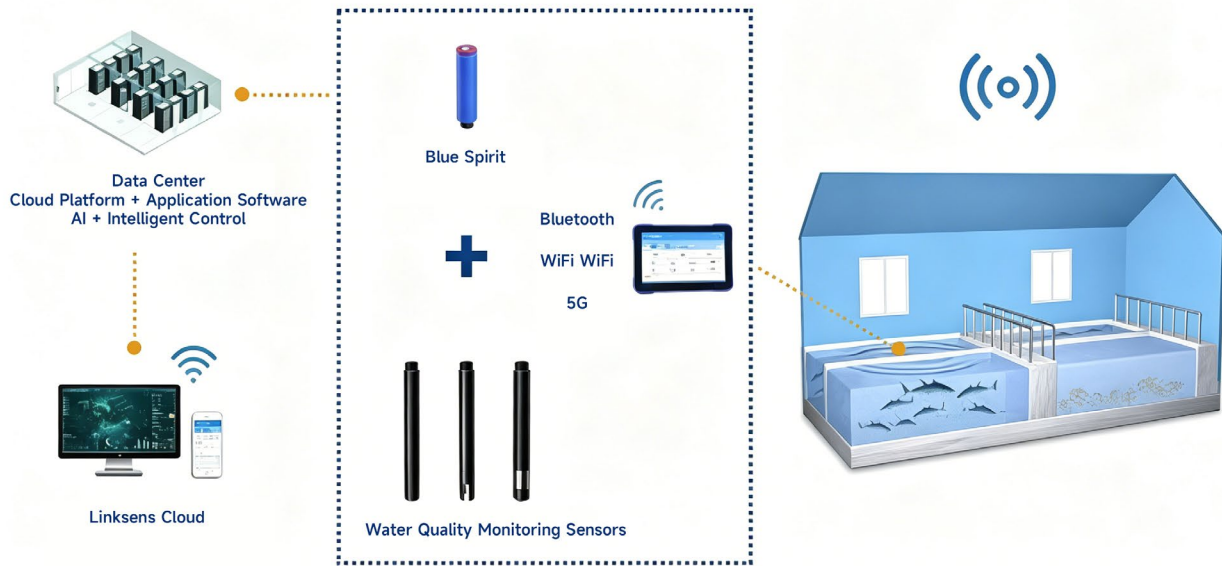 Data Center
Cloud Platform + Application Software
AI + Intelligent Control
Linksens Cloud
Blue Spirit
Bluetooth
WiFi WiFi
5G
Water Quality Monitoring Sensors